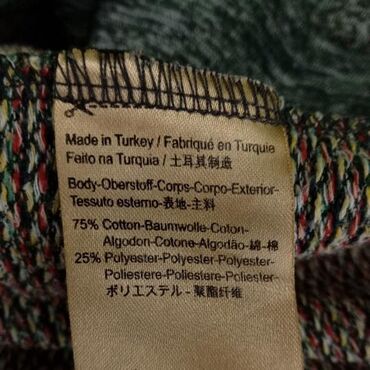 Made in Turkey / Fabriqué en Turquie
Feito na Turquia / 土耳其制造
Body-Oberstoff-Corps-Corpo-Exterior-
Tessuto esterno-表地-主料
75% Cotton-Baumwolle-Coton-
Algodon-Cotone-Algodão-綿-棉
25% Polyester-Polyester-Polyester-
Poliestere-Poliestere-Poliester-
ポリエステル - 聚酯纤维